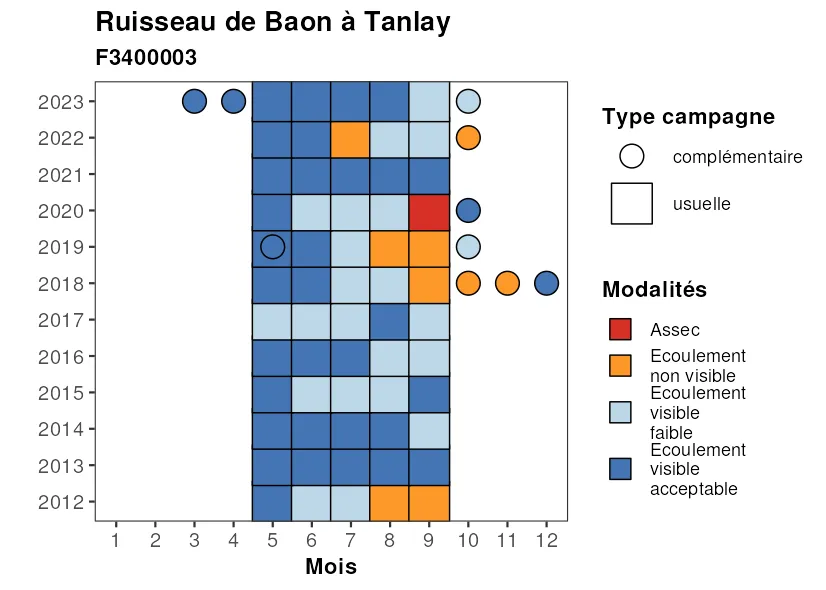 Ruisseau de Baon à Tanlay
F3400003
2023
2022
2021
2020
2019
2018
2017
2016
2015
2014
2013
2012
1 2 3 4 5 6 7 8 9 10 11 12
Mois
Type campagne
complémentaire
usuelle
Modalités
Assec
Ecoulement
non visible
Ecoulement
visible
faible
Ecoulement
visible
acceptable